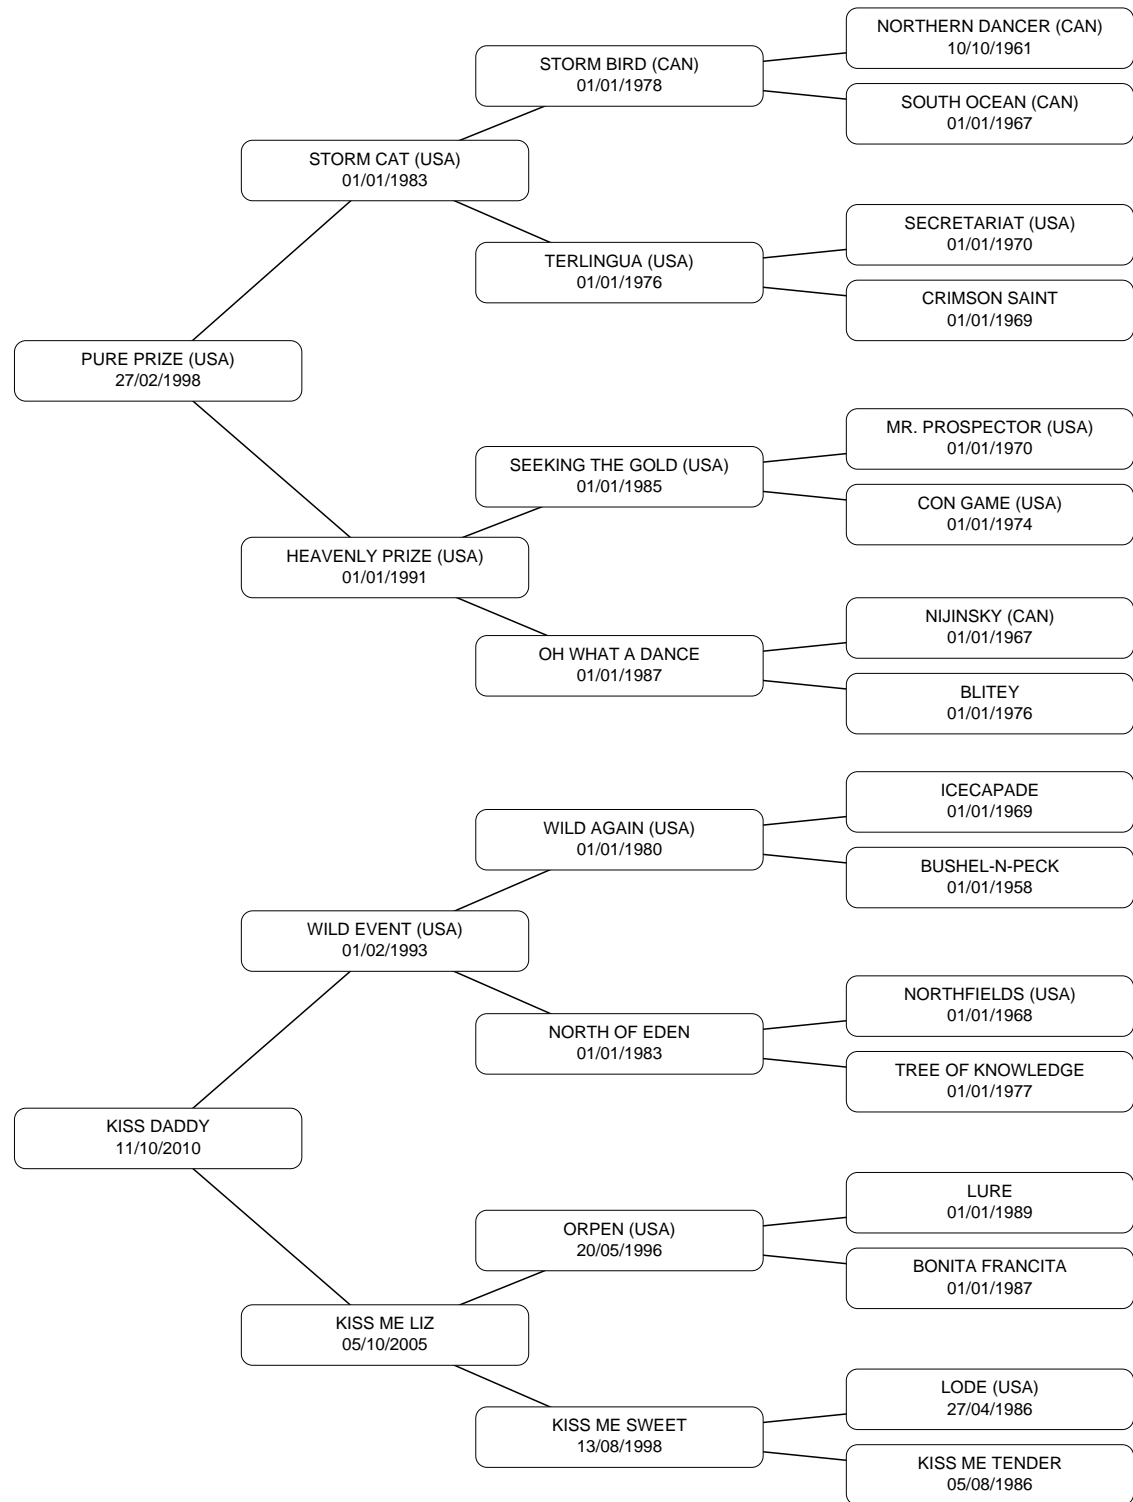 NORTHERN DANCER (CAN)
10/10/1961
STORM BIRD (CAN)
01/01/1978
SOUTH OCEAN (CAN)
01/01/1967
STORM CAT (USA)
01/01/1983
SECRETARIAT (USA)
01/01/1970
TERLINGUA (USA)
01/01/1976
CRIMSON SAINT
01/01/1969
PURE PRIZE (USA)
27/02/1998
MR. PROSPECTOR (USA)
01/01/1970
SEEKING THE GOLD (USA)
01/01/1985
CON GAME (USA)
01/01/1974
HEAVENLY PRIZE (USA)
01/01/1991
NIJINSKY (CAN)
01/01/1967
OH WHAT A DANCE
01/01/1987
BLITEY
01/01/1976
ICECAPADE
01/01/1969
WILD AGAIN (USA)
01/01/1980
BUSHEL-N-PECK
01/01/1958
WILD EVENT (USA)
01/02/1993
NORTHFIELDS (USA)
01/01/1968
NORTH OF EDEN
01/01/1983
TREE OF KNOWLEDGE
01/01/1977
KISS DADDY
11/10/2010
LURE
01/01/1989
ORPEN (USA)
20/05/1996
BONITA FRANCITA
01/01/1987
KISS ME LIZ
05/10/2005
LODE (USA)
27/04/1986
KISS ME SWEET
13/08/1998
KISS ME TENDER
05/08/1986